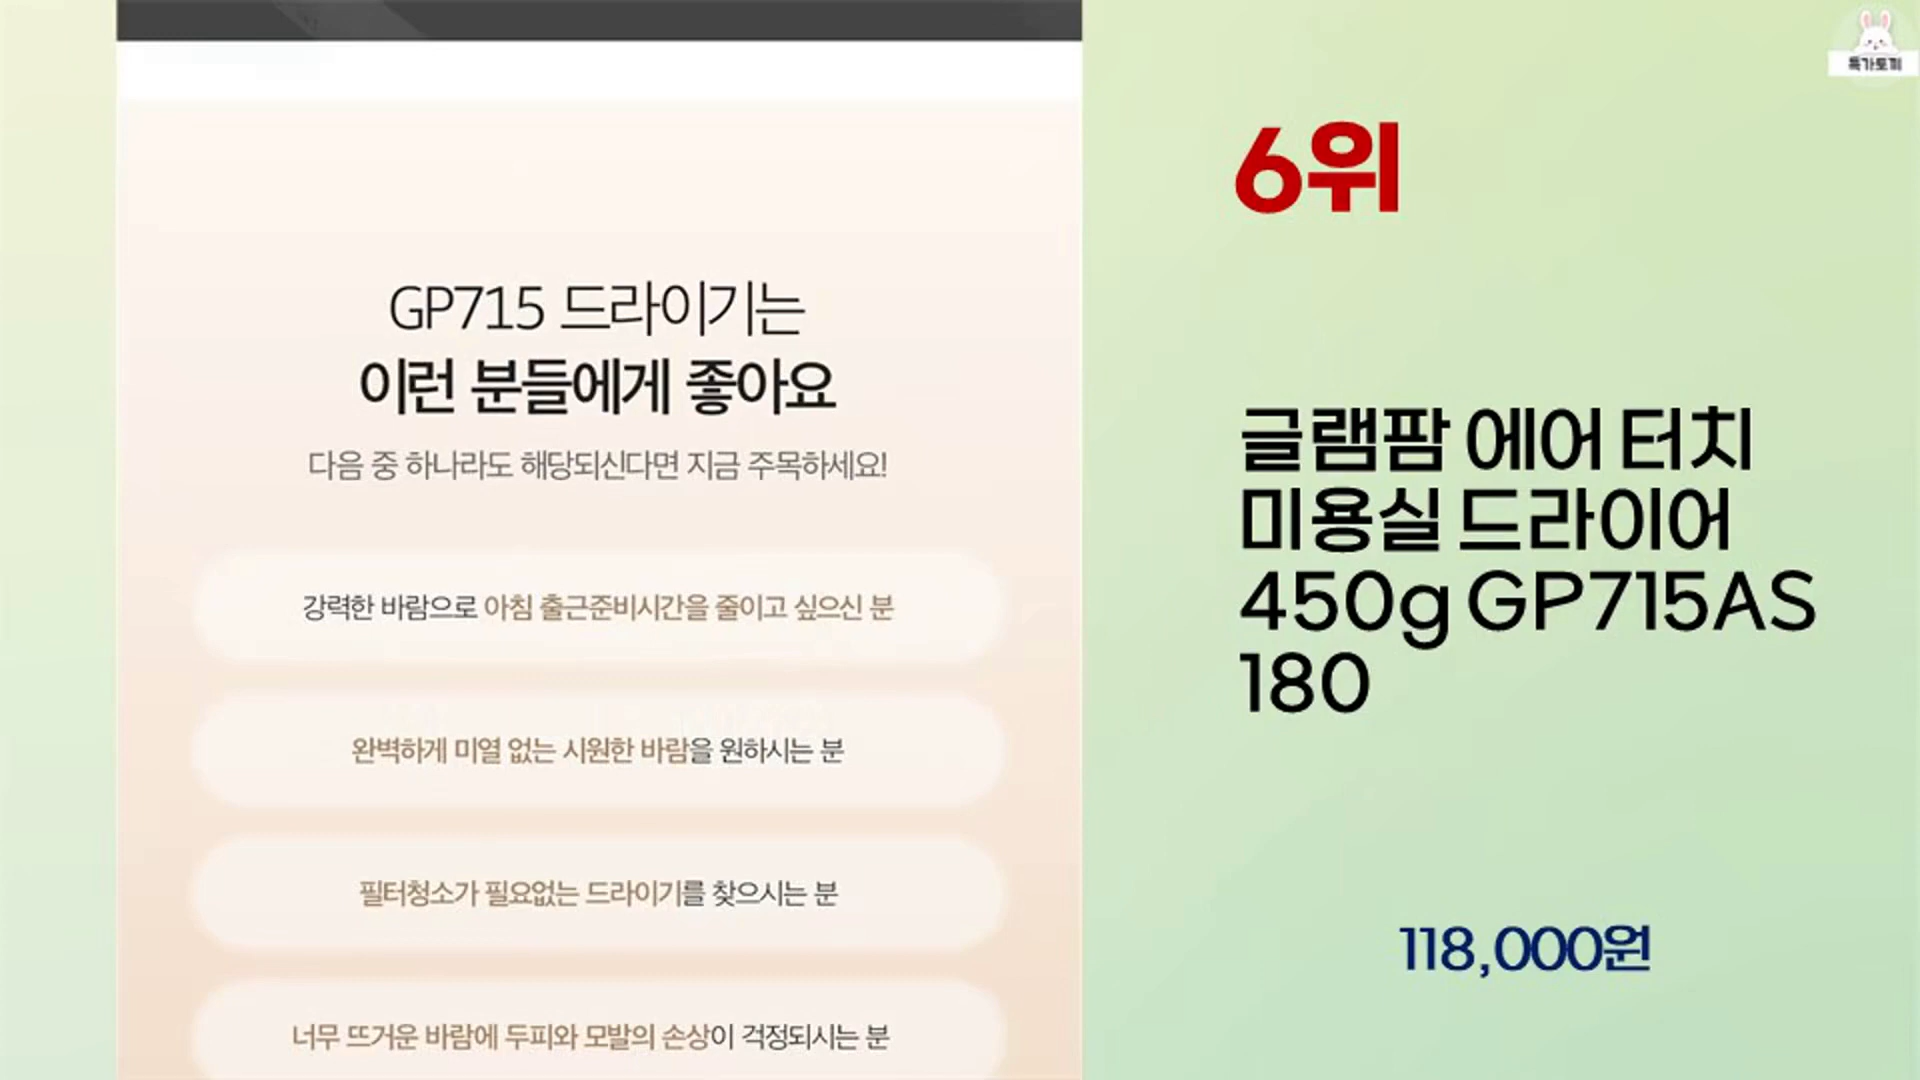 GP715 드라이기는
이런 분들에게 좋아요
다음 중 하나라도 해당되신다면 지금 주목하세요!
강력한 바람으로 아침 출근준비시간을 줄이고 싶으신 분
완벽하게 미열 없는 시원한 바람을 원하시는 분
필터청소가 필요없는 드라이기를 찾으시는 분
너무 뜨거운 바람에 두피와 모발의 손상이 걱정되시는 분
특가토끼
6위
글램팜 에어 터치
미용실 드라이어
450g GP715AS
180
118,000원